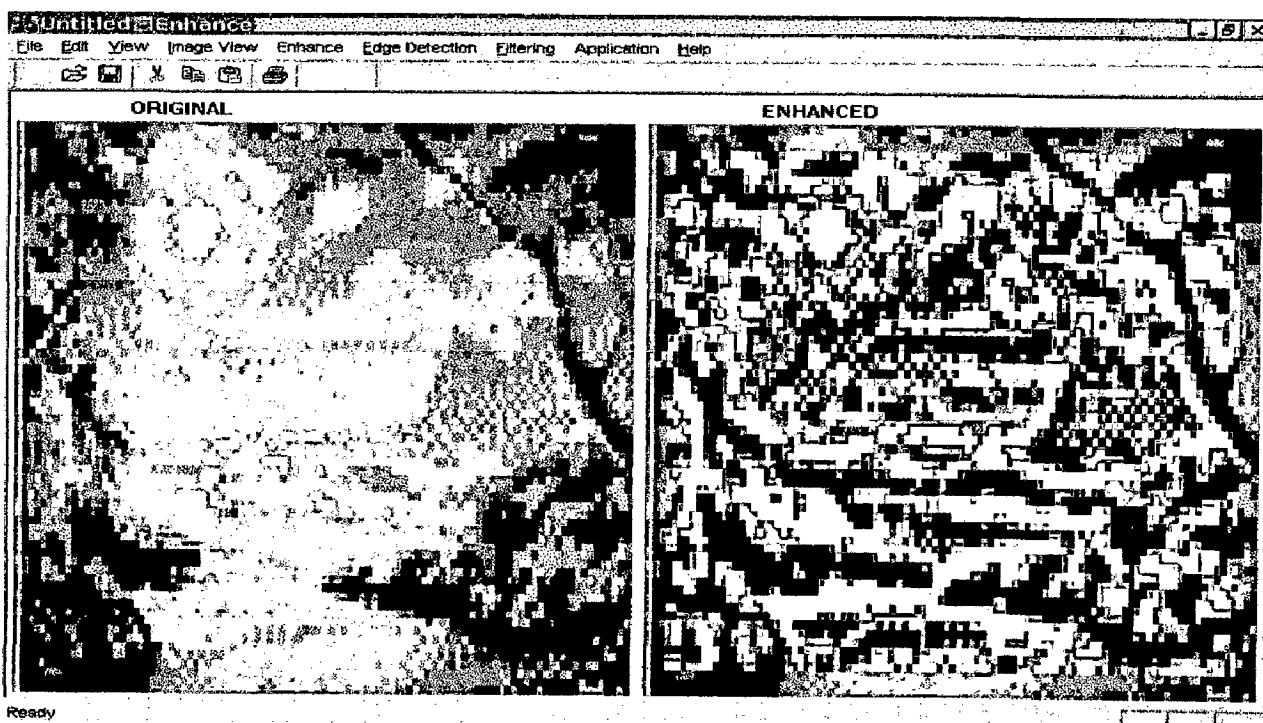 Untitled - Enhance
File Edit View Image View Enhance Edge Detection Filtering Application Help
ORIGINAL ENHANCED
Ready